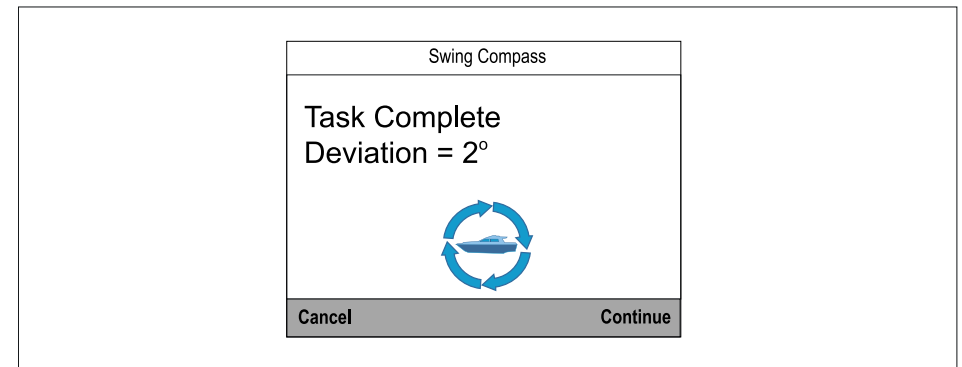 Swing Compass
Task Complete
Deviation = 2°
Cancel Continue